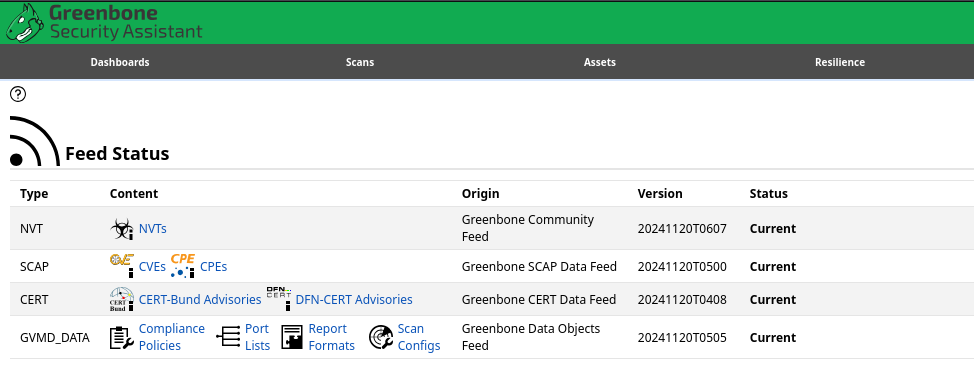 Greenbone
Security Assistant
Dashboards Scans Assets Resilience
?
Feed Status
Type Content Origin Version Status
NVT NVTs Greenbone Community Feed 20241120T0607 Current
SCAP CVE CVEs CPE CPEs Greenbone SCAP Data Feed 20241120T0500 Current
CERT CERT Bund CERT-Bund Advisories DFN CERT DFN-CERT Advisories Greenbone CERT Data Feed 20241120T0408 Current
GVMD_DATA Compliance Policies Port Lists Report Formats Scan Configs Greenbone Data Objects Feed 20241120T0505 Current